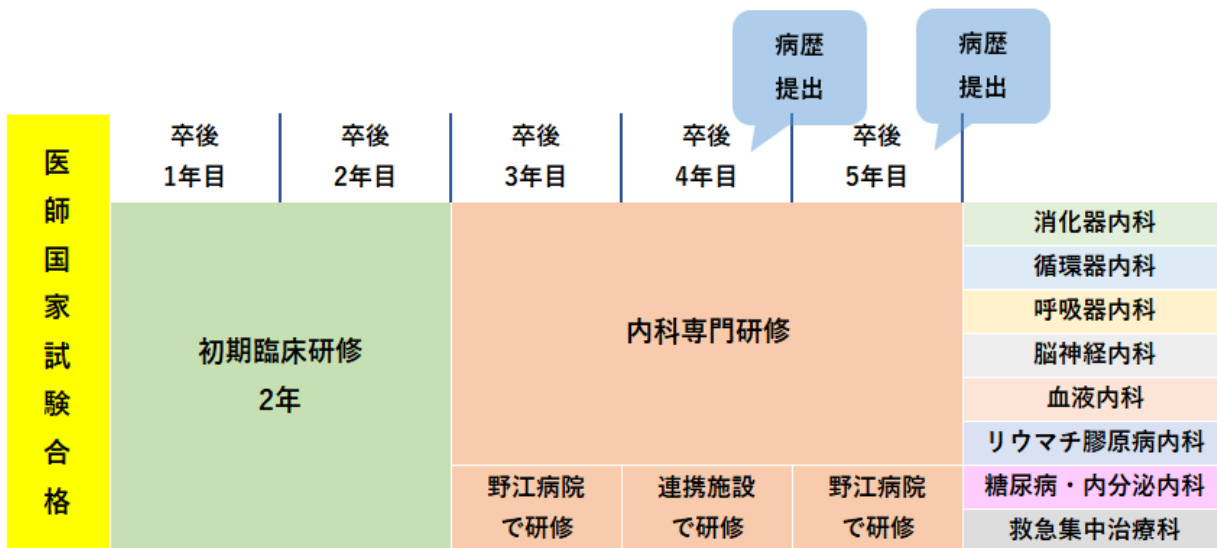 病歴
提出
病歴
提出
医師国家試験合格
卒後
1年目
卒後
2年目
卒後
3年目
卒後
4年目
卒後
5年目
初期臨床研修
2年
内科専門研修
野江病院
で研修
連携施設
で研修
野江病院
で研修
消化器内科
循環器内科
呼吸器内科
脳神経内科
血液内科
リウマチ膠原病内科
糖尿病・内分泌内科
救急集中治療科